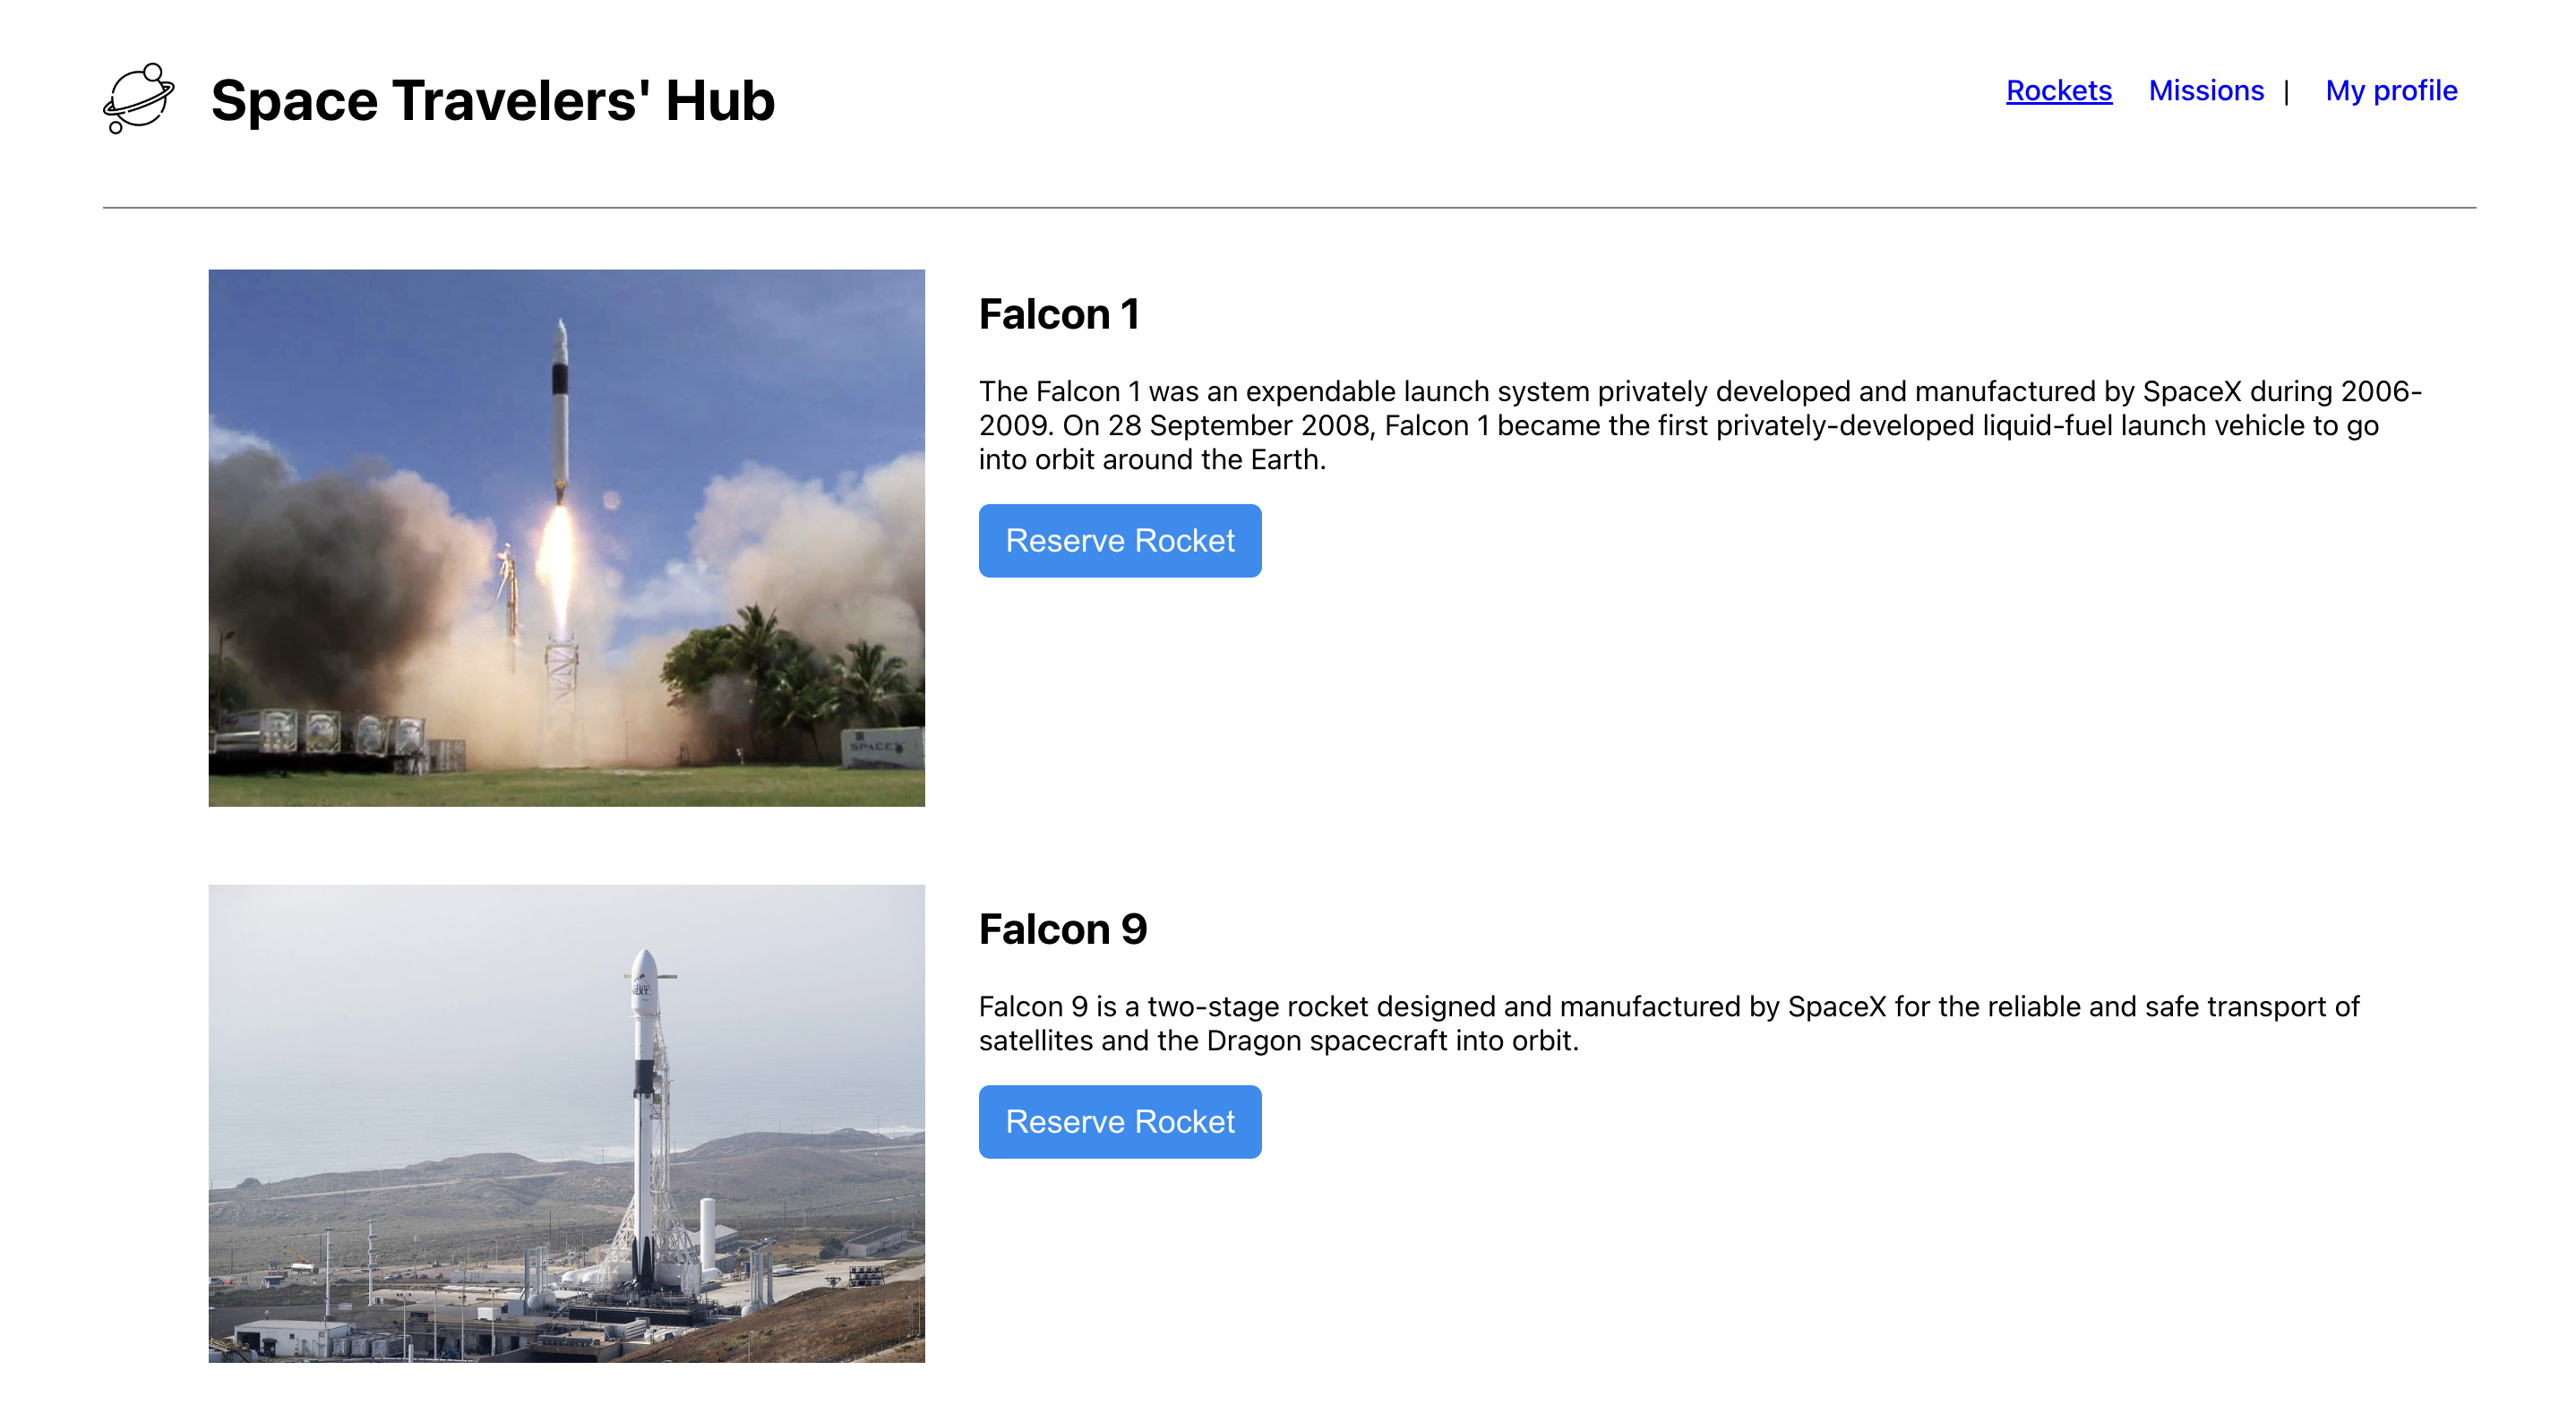 Space Travelers' Hub
Rockets Missions | My profile
Falcon 1
The Falcon 1 was an expendable launch system privately developed and manufactured by SpaceX during 2006-
2009. On 28 September 2008, Falcon 1 became the first privately-developed liquid-fuel launch vehicle to go
into orbit around the Earth.
Reserve Rocket
SPACEX
Falcon 9
Falcon 9 is a two-stage rocket designed and manufactured by SpaceX for the reliable and safe transport of
satellites and the Dragon spacecraft into orbit.
Reserve Rocket
NEXT